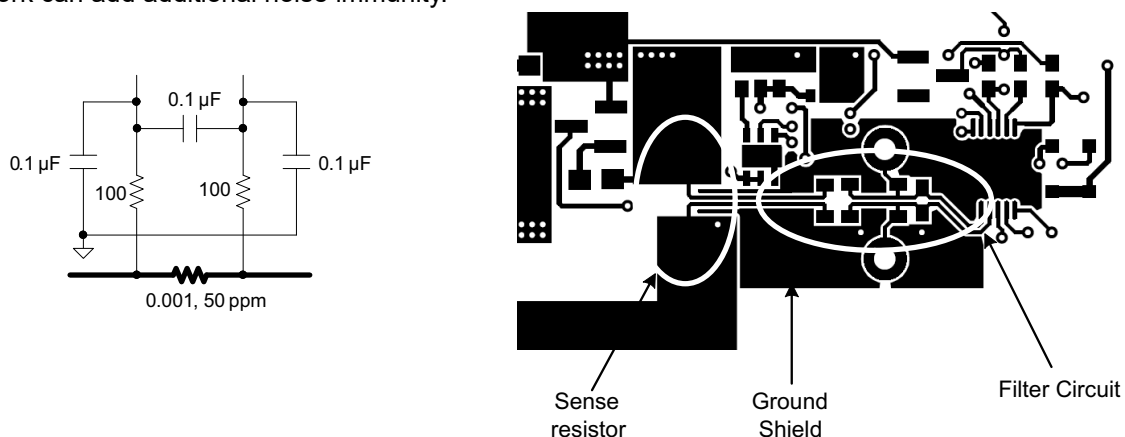 can add additional noise immunity.
0.1 µF
0.1 µF
0.1 µF
100
100
0.001, 50 ppm
Sense
resistor
Ground
Shield
Filter Circuit